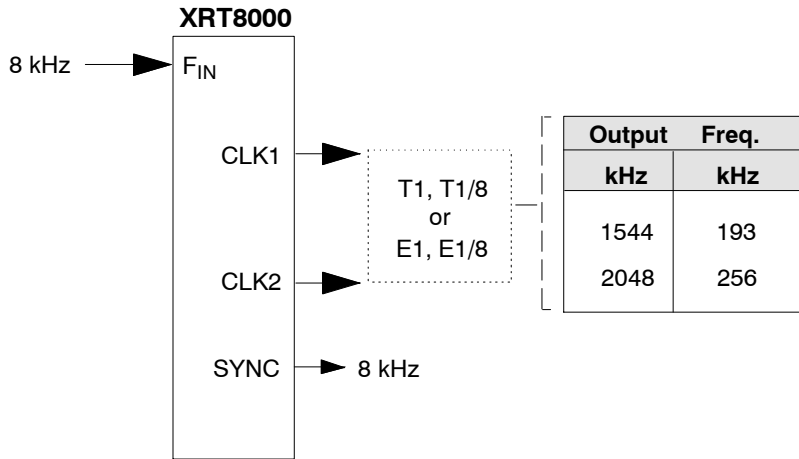 XRT8000
8 kHz
FIN
CLK1
T1, T1/8
or
E1, E1/8
CLK2
SYNC
8 kHz
Output Freq.
kHz kHz
1544 193
2048 256